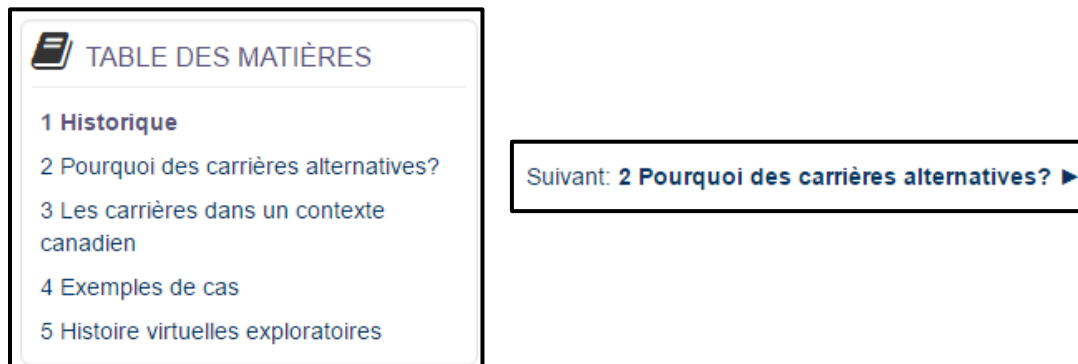 TABLE DES MATIÈRES
1 Historique
2 Pourquoi des carrières alternatives?
3 Les carrières dans un contexte
canadien
4 Exemples de cas
5 Histoire virtuelles exploratoires
Suivant: 2 Pourquoi des carrières alternatives? ►